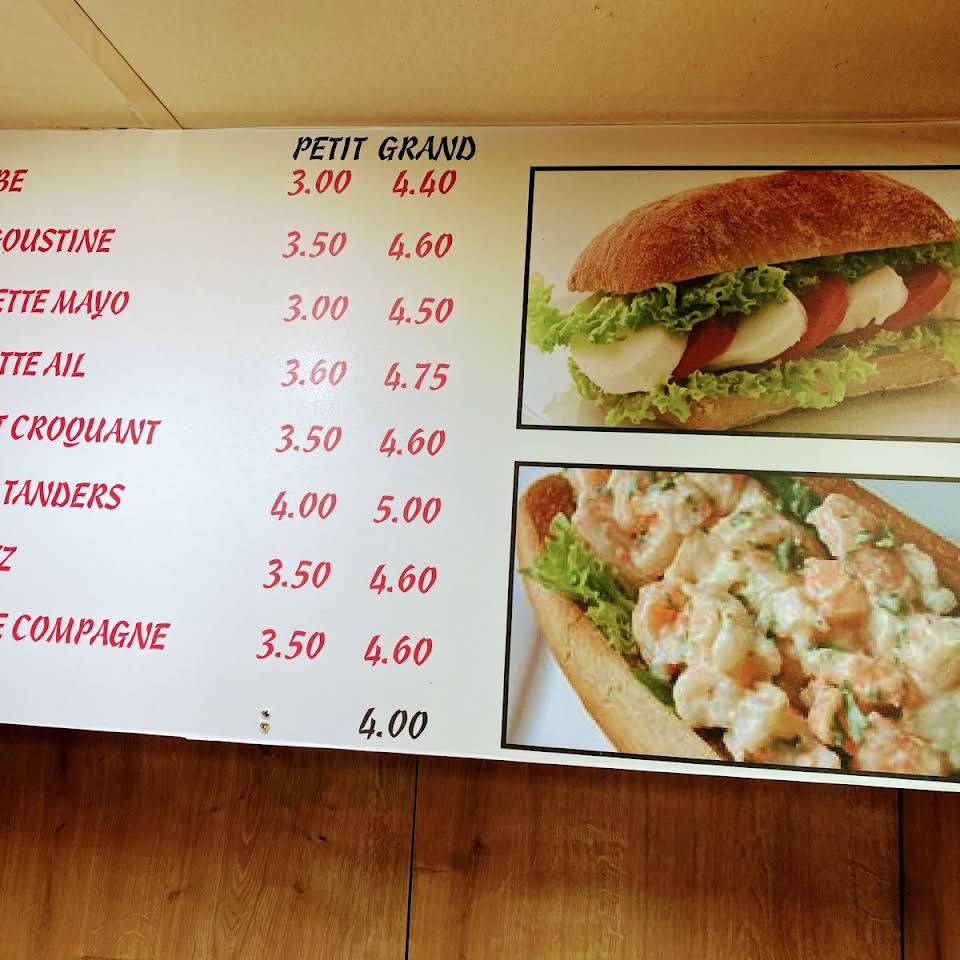 PETIT GRAND
BE 3.00 4.40
OUSTINE 3.50 4.60
ETTE MAYO 3.00 4.50
TTE AIL 3.60 4.75
T CROQUANT 3.50 4.60
TANDERS 4.00 5.00
Z 3.50 4.60
E COMPAGNE 3.50 4.60
4.00